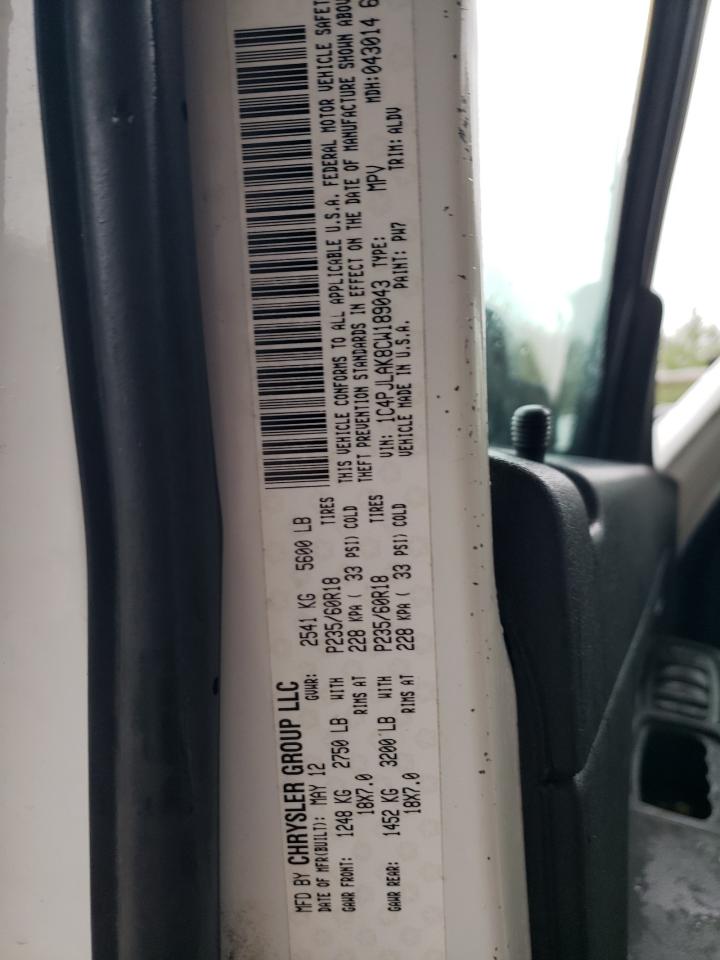 MFD BY CHRYSLER GROUP LLC
DATE OF MFR(BUILT): MAY 12 GVWR: 2541 KG 5600 LB
GAWR FRONT: 1248 KG 2750 LB WITH P235/60R18 TIRES
18X7.0 RIMS AT 228 KPA ( 33 PSI) COLD
GAWR REAR: 1452 KG 3200 LB WITH P235/60R18 TIRES
18X7.0 RIMS AT 228 KPA ( 33 PSI) COLD
THIS VEHICLE CONFORMS TO ALL APPLICABLE U.S.A. FEDERAL MOTOR VEHICLE SAFET
THEFT PREVENTION STANDARDS IN EFFECT ON THE DATE OF MANUFACTURE SHOWN ABOV
VIN: 1C4PJLAK8CW189043 TYPE: MPV MDH: 043014 6
VEHICLE MADE IN U.S.A. PAINT: PW7 TRIM: ALDV